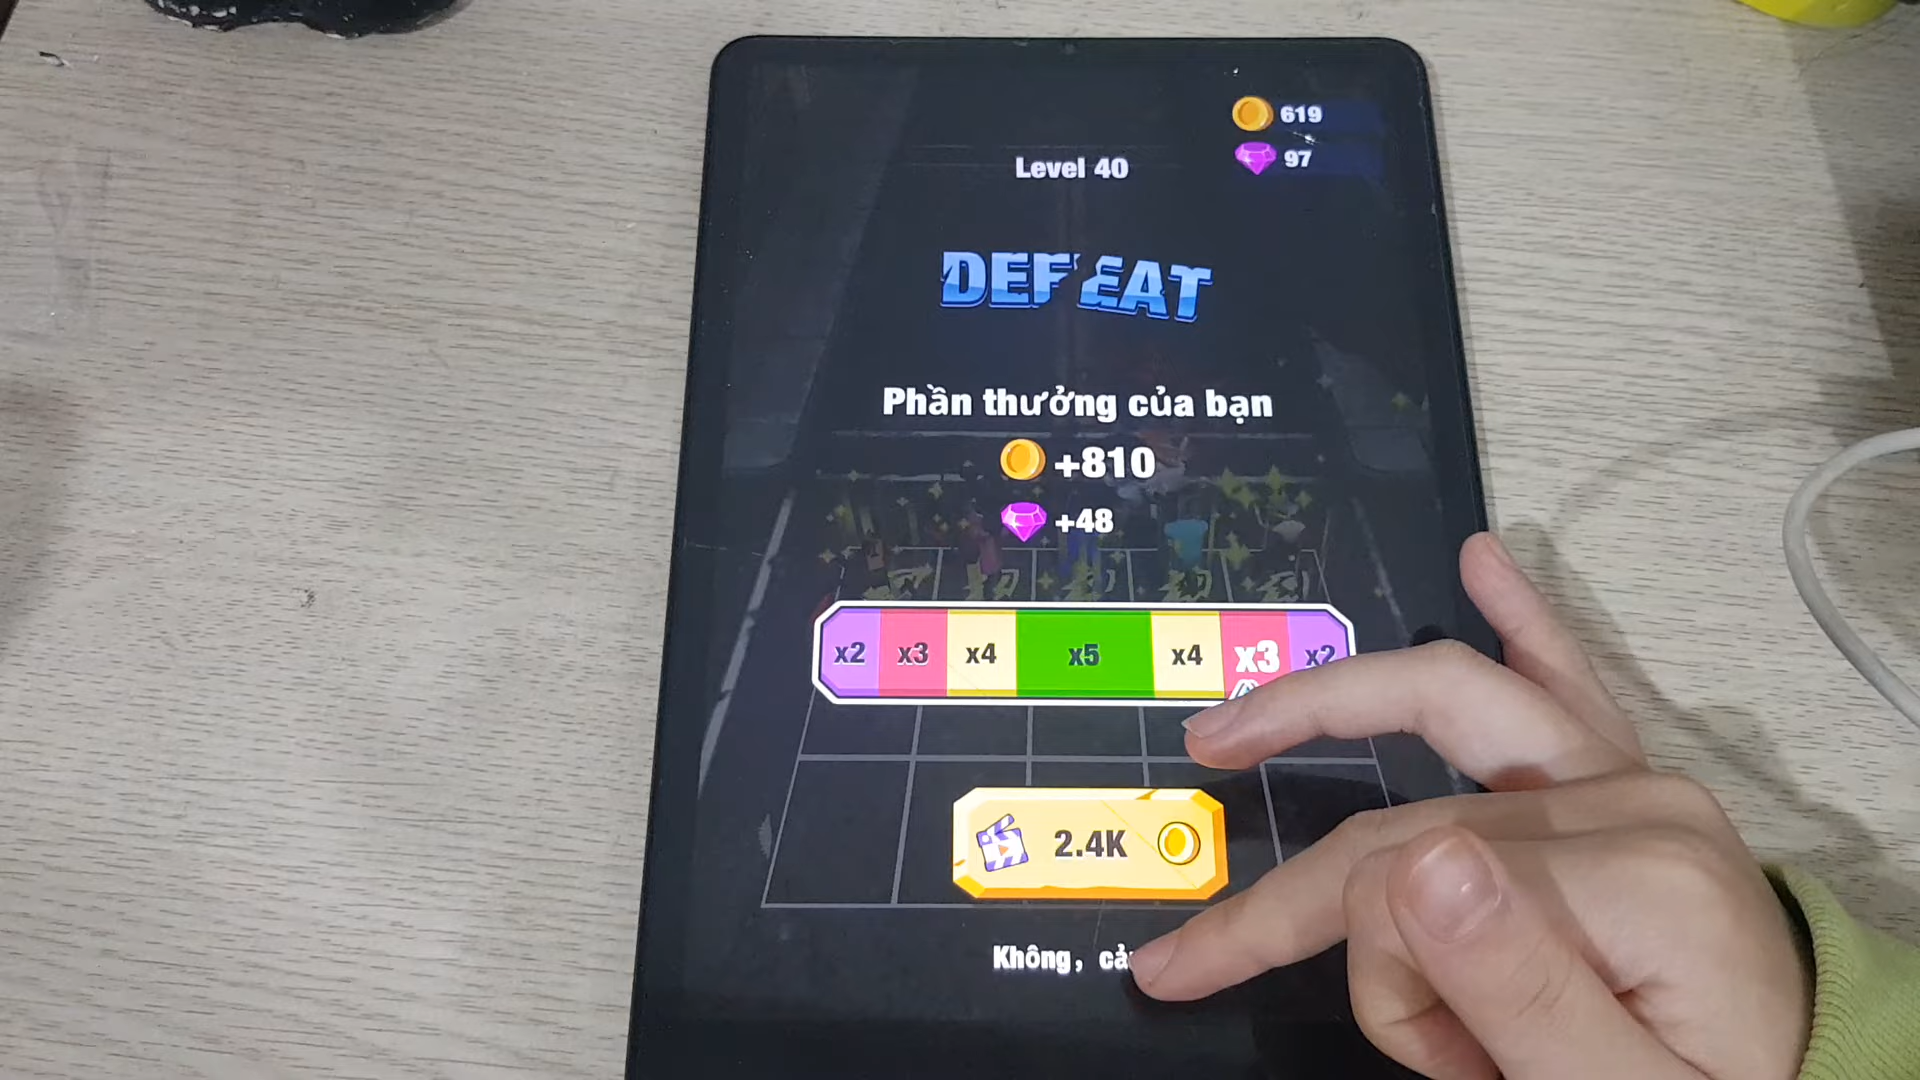 619
97
Level 40
DEFEAT
Phần thưởng của bạn
+810
+48
x2 x3 x4 x5 x4 x3 x2
2.4K
Không,